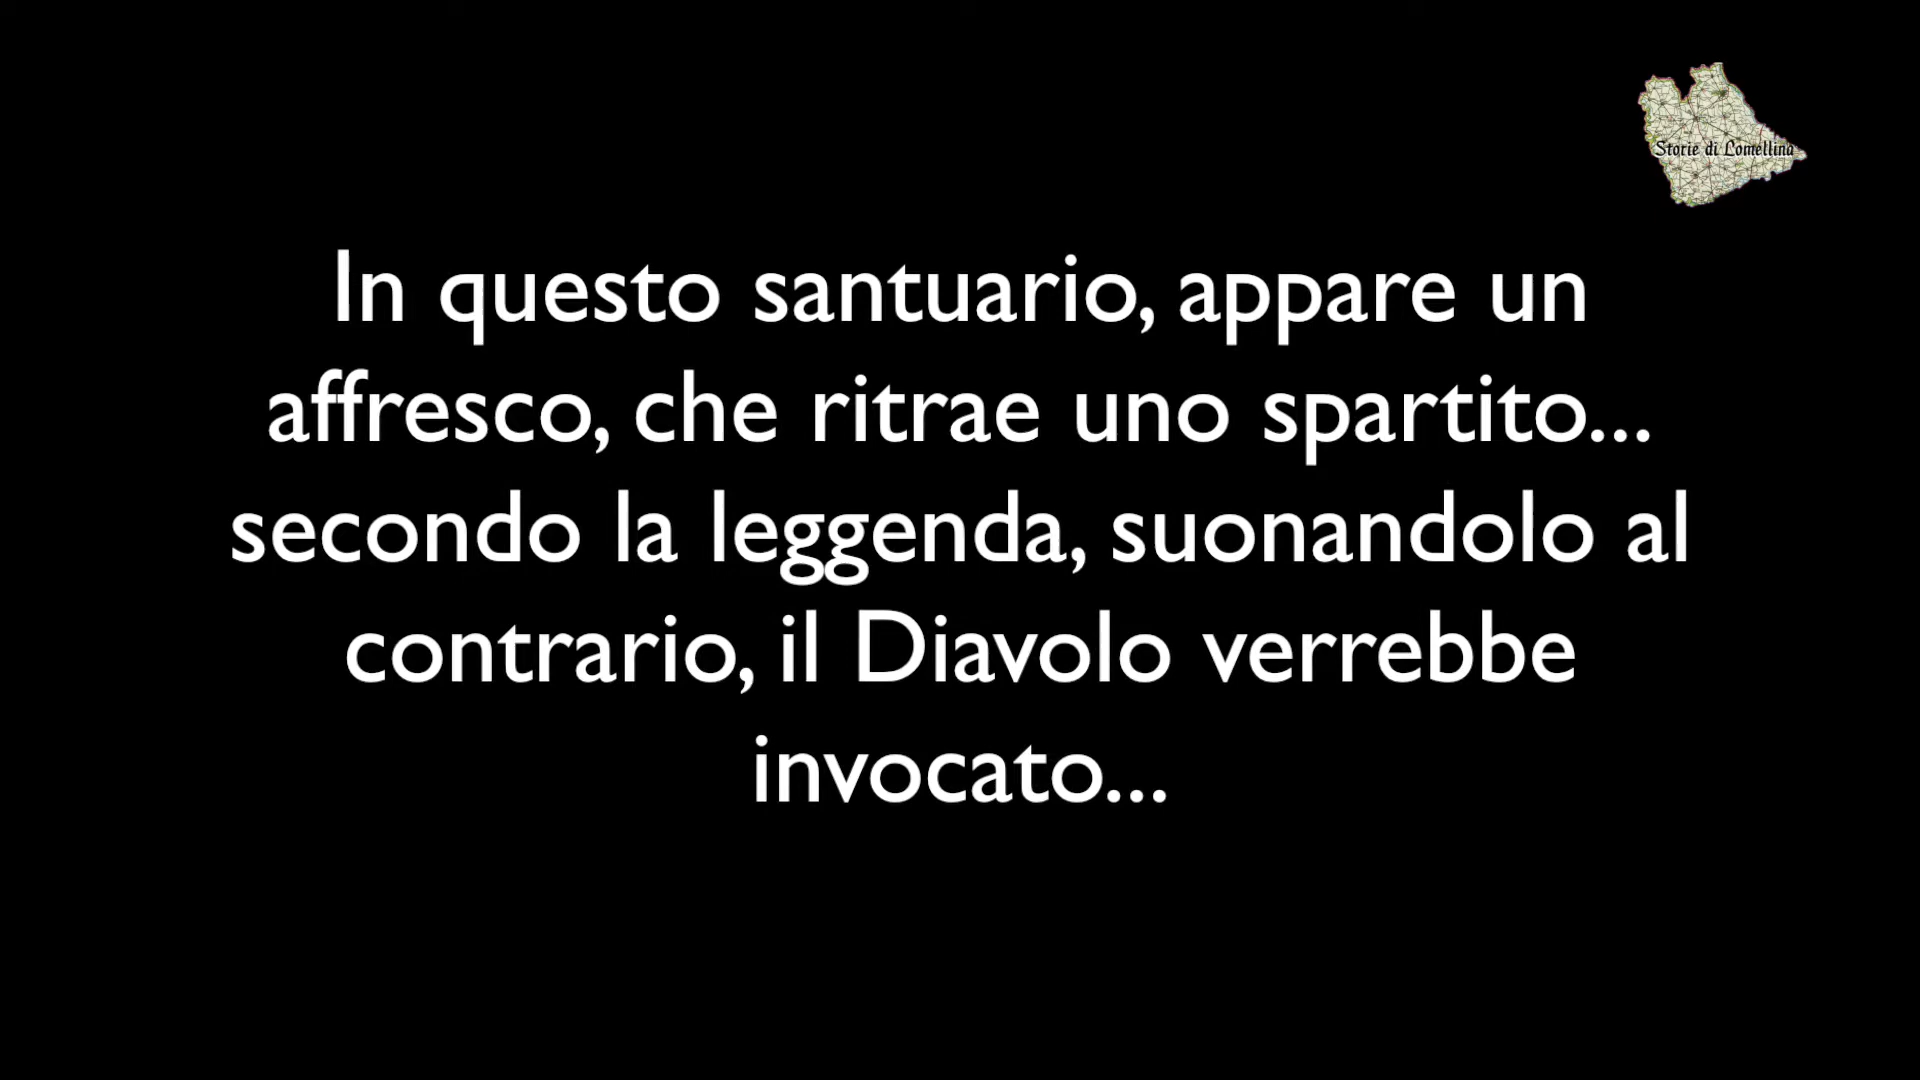 Storie di Lomellina
In questo santuario, appare un
affresco, che ritrae uno spartito...
secondo la leggenda, suonandolo al
contrario, il Diavolo verrebbe
invocato...